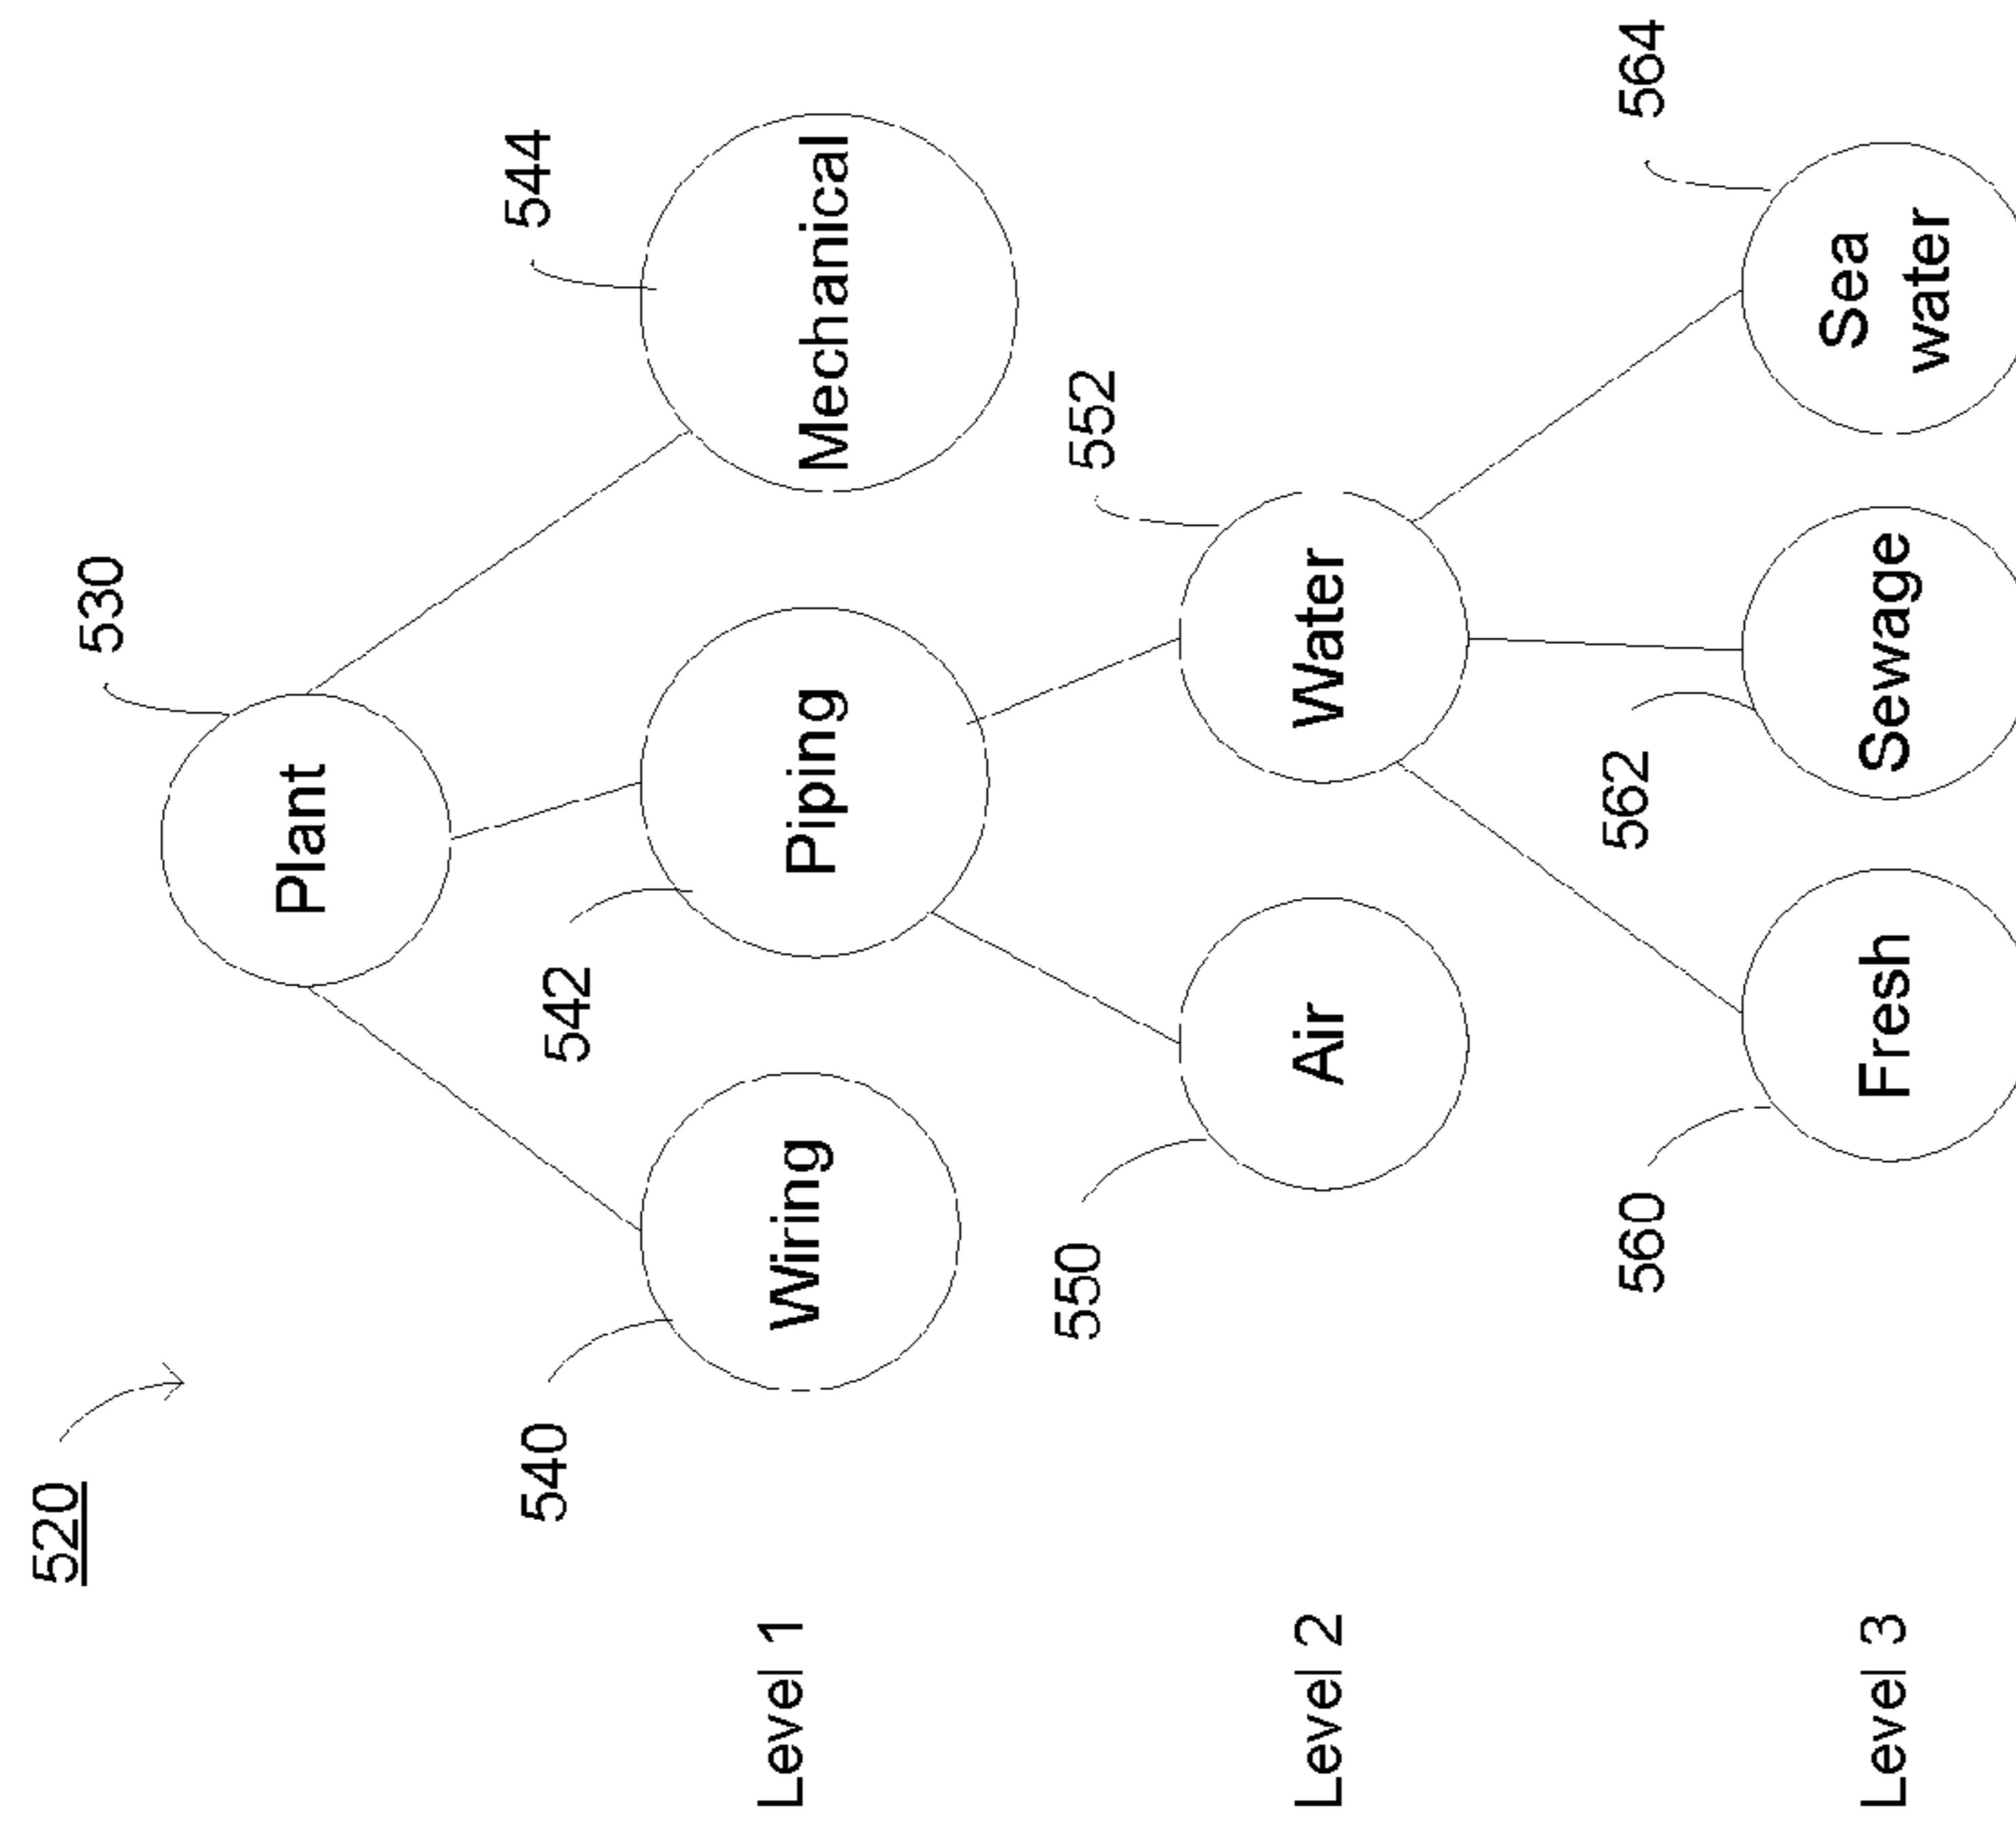 520
530
Plant
540
542
544
Level 1
Wiring
Piping
Mechanical
550
552
Level 2
Air
Water
560
562
564
Level 3
Fresh
Sewage
Sea
water